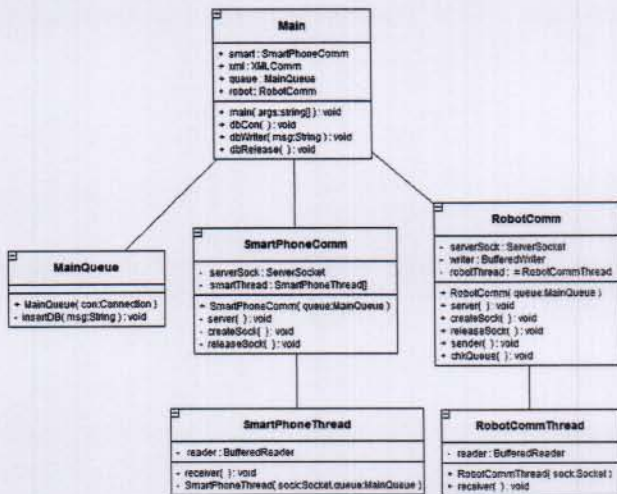 Main
+ smart : SmartPhoneComm
+ xml : XMLComm
+ queue : MainQueue
+ robot : RobotComm
+ main( args:string[] ) : void
+ dbCon( ) : void
+ dbWriter( msg:String ) : void
+ dbRelease( ) : void
MainQueue
+ MainQueue( con:Connection )
- insertDB( msg:String ) : void
SmartPhoneComm
- serverSock : ServerSocket
- smartThread : SmartPhoneThread[]
+ SmartPhoneComm( queue:MainQueue )
- server( ) : void
- createSock( ) : void
- releaseSock( ) : void
RobotComm
- serverSock : ServerSocket
- writer : BufferedWriter
- robotThread : = RobotCommThread
+ RobotComm( queue:MainQueue )
+ server( ) : void
+ createSock( ) : void
+ releaseSock( ) : void
+ sender( ) : void
+ chkQueue( ) : void
SmartPhoneThread
- reader : BufferedReader
- receiver( ) : void
- SmartPhoneThread( sock:Socket,queue:MainQueue )
RobotCommThread
- reader : BufferedReader
+ RobotCommThread( sock:Socket )
+ receiver( ) : void